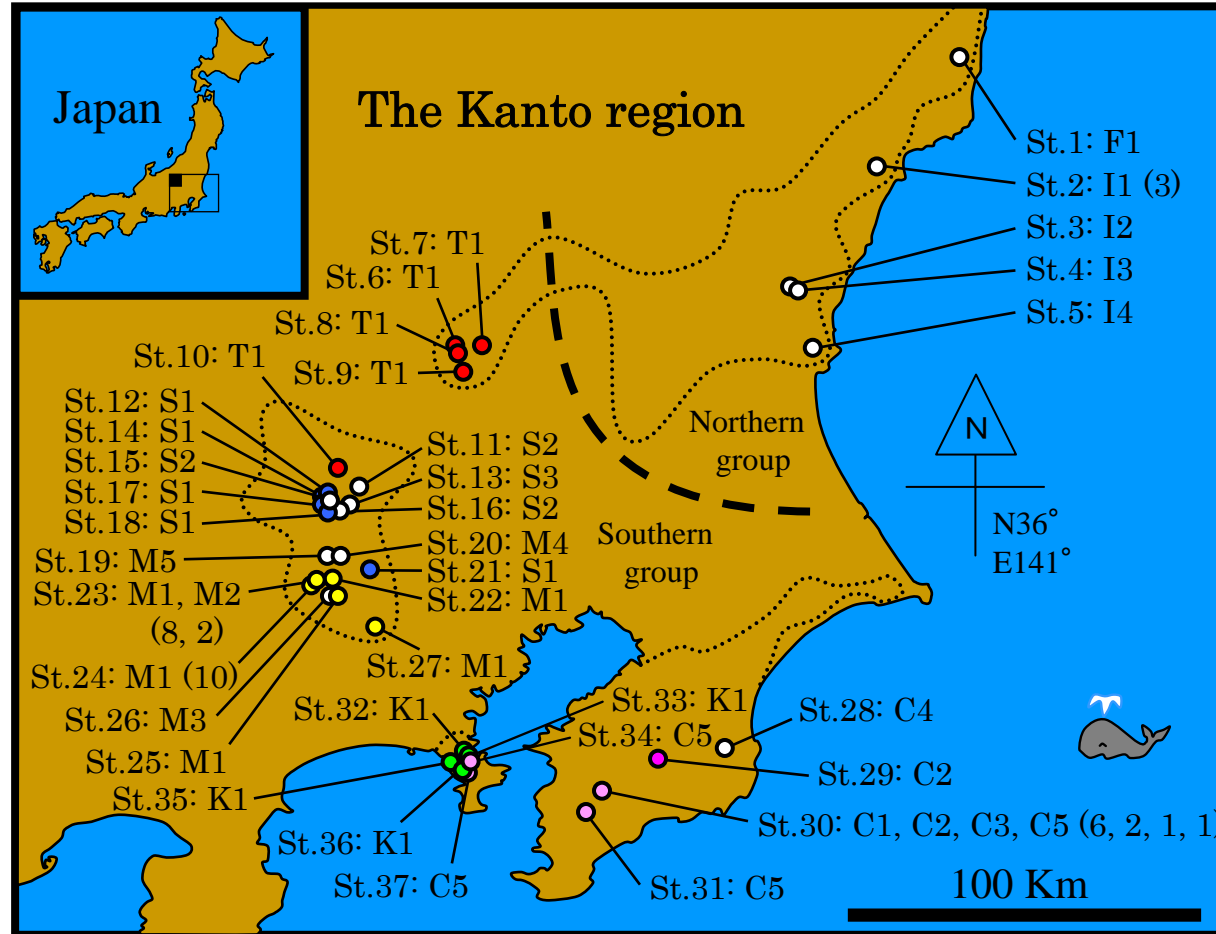 Japan
The Kanto region
St.1: F1
St.2: I1 (3)
St.3: I2
St.4: I3
St.5: I4
St.7: T1
St.6: T1
St.8: T1
St.9: T1
St.10: T1
St.12: S1
St.14: S1
St.15: S2
St.17: S1
St.18: S1
St.11: S2
St.13: S3
St.16: S2
Northern
group
Southern
group
N
N36°
E141°
St.19: M5
St.20: M4
St.21: S1
St.22: M1
St.23: M1, M2
(8, 2)
St.24: M1 (10)
St.27: M1
St.26: M3
St.25: M1
St.32: K1
St.33: K1
St.34: C5
St.35: K1
St.36: K1
St.37: C5
St.28: C4
St.29: C2
St.30: C1, C2, C3, C5 (6, 2, 1, 1)
St.31: C5
100 Km